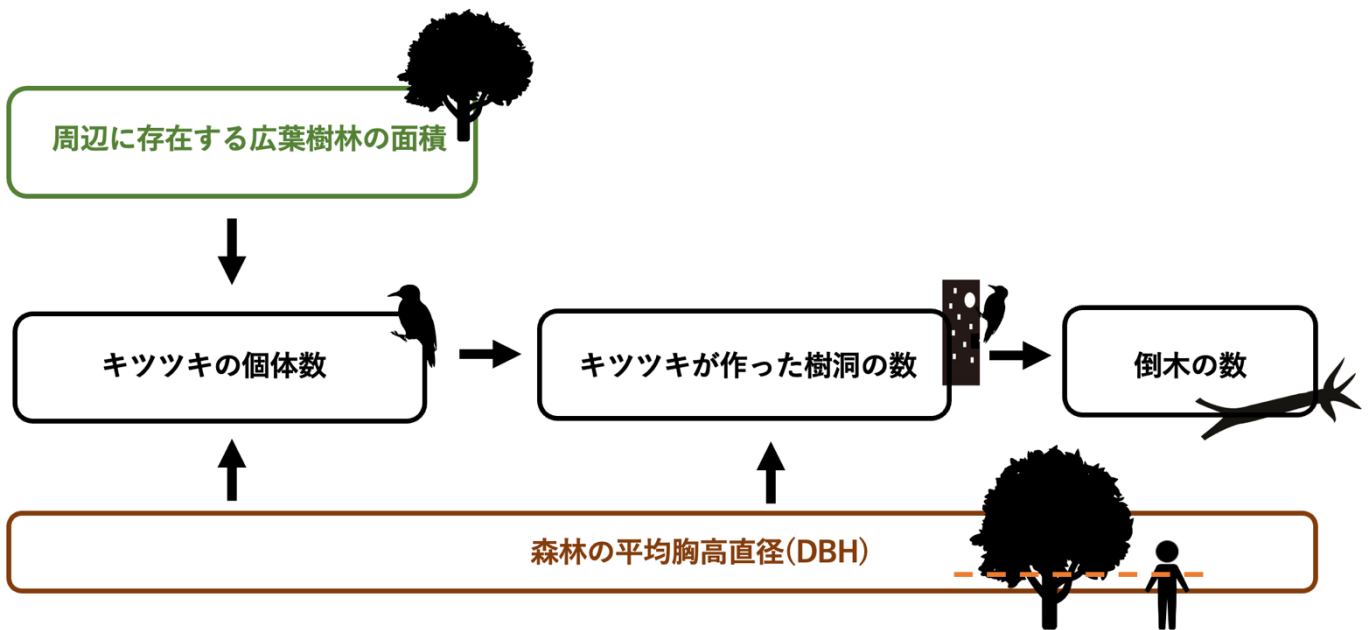 周辺に存在する広葉樹林の面積
キツツキの個体数
キツツキが作った樹洞の数
倒木の数
森林の平均胸高直径(DBH)